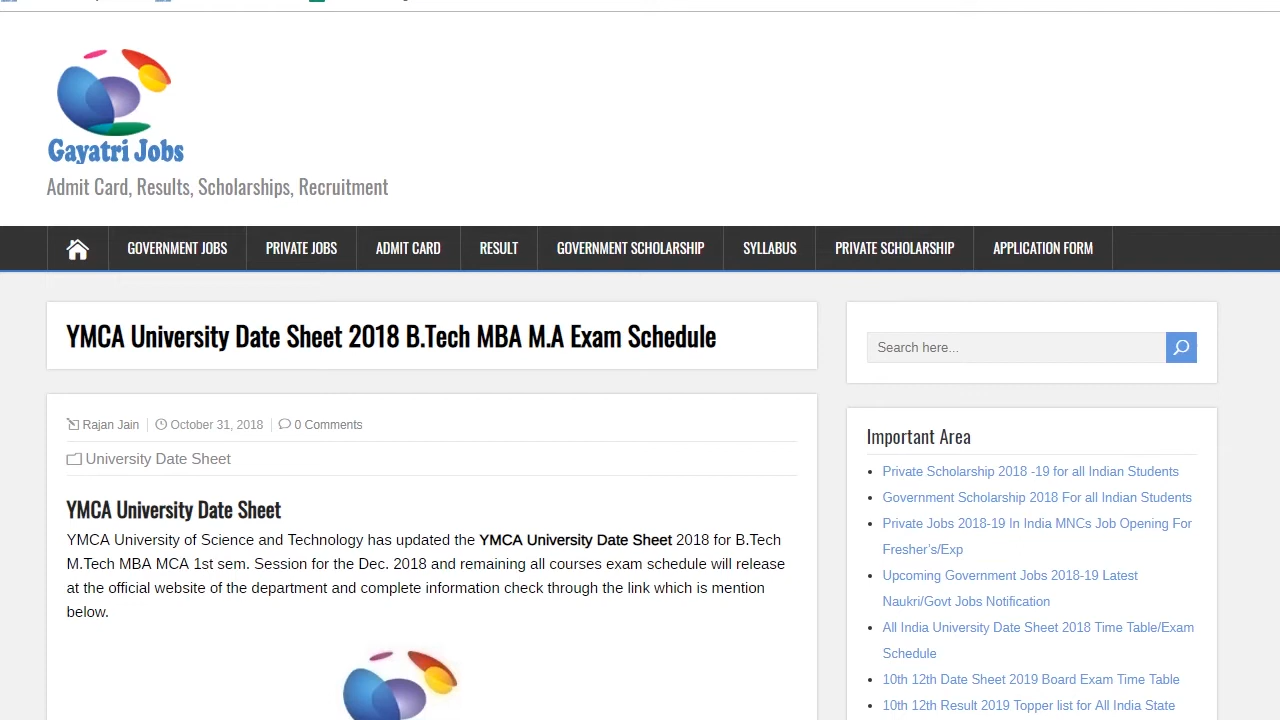 Gayatri Jobs
Admit Card, Results, Scholarships, Recruitment
GOVERNMENT JOBS PRIVATE JOBS ADMIT CARD RESULT GOVERNMENT SCHOLARSHIP SYLLABUS PRIVATE SCHOLARSHIP APPLICATION FORM
YMCA University Date Sheet 2018 B.Tech MBA M.A Exam Schedule
Rajan Jain October 31, 2018 0 Comments
University Date Sheet
YMCA University Date Sheet
YMCA University of Science and Technology has updated the YMCA University Date Sheet 2018 for B.Tech
M.Tech MBA MCA 1st sem. Session for the Dec. 2018 and remaining all courses exam schedule will release
at the official website of the department and complete information check through the link which is mention
below.
Search here...
Important Area
Private Scholarship 2018 -19 for all Indian Students
Government Scholarship 2018 For all Indian Students
Private Jobs 2018-19 In India MNCs Job Opening For
Fresher’s/Exp
Upcoming Government Jobs 2018-19 Latest
Naukri/Govt Jobs Notification
All India University Date Sheet 2018 Time Table/Exam
Schedule
10th 12th Date Sheet 2019 Board Exam Time Table
10th 12th Result 2019 Topper list for All India State